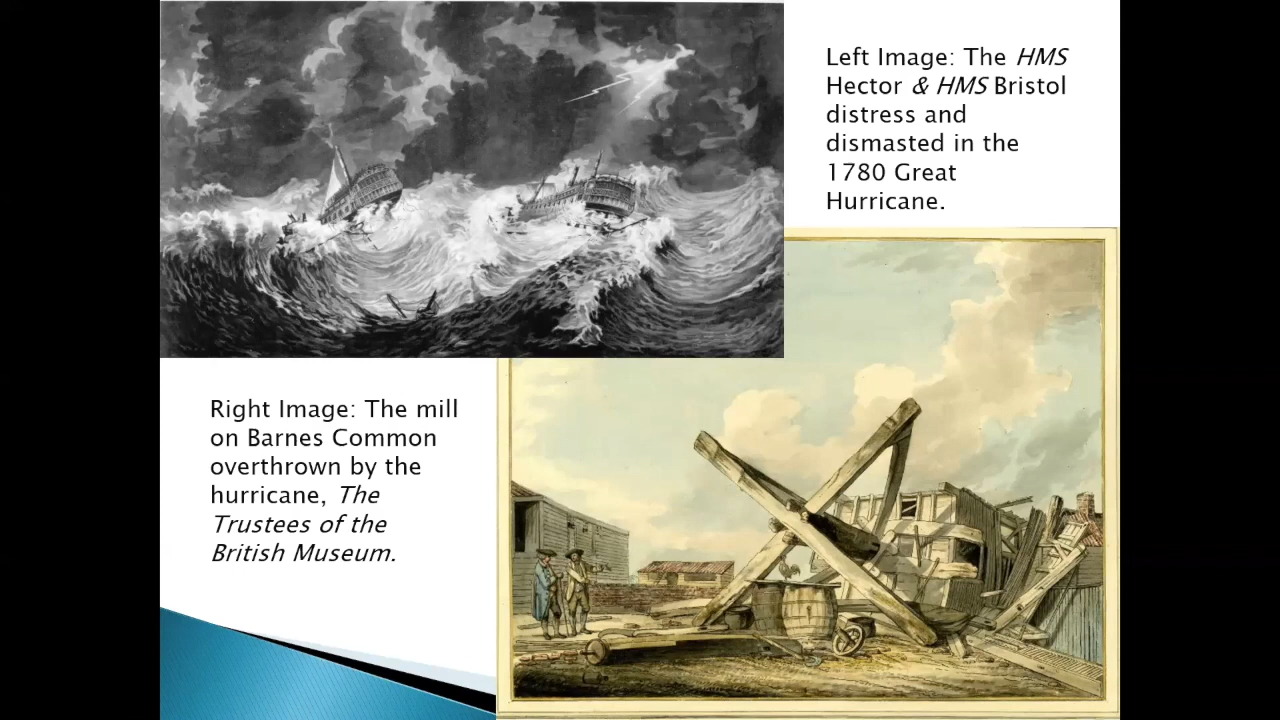 Left Image: The HMS
Hector & HMS Bristol
distress and
dismasted in the
1780 Great
Hurricane.
Right Image: The mill
on Barnes Common
overthrown by the
hurricane, The
Trustees of the
British Museum.